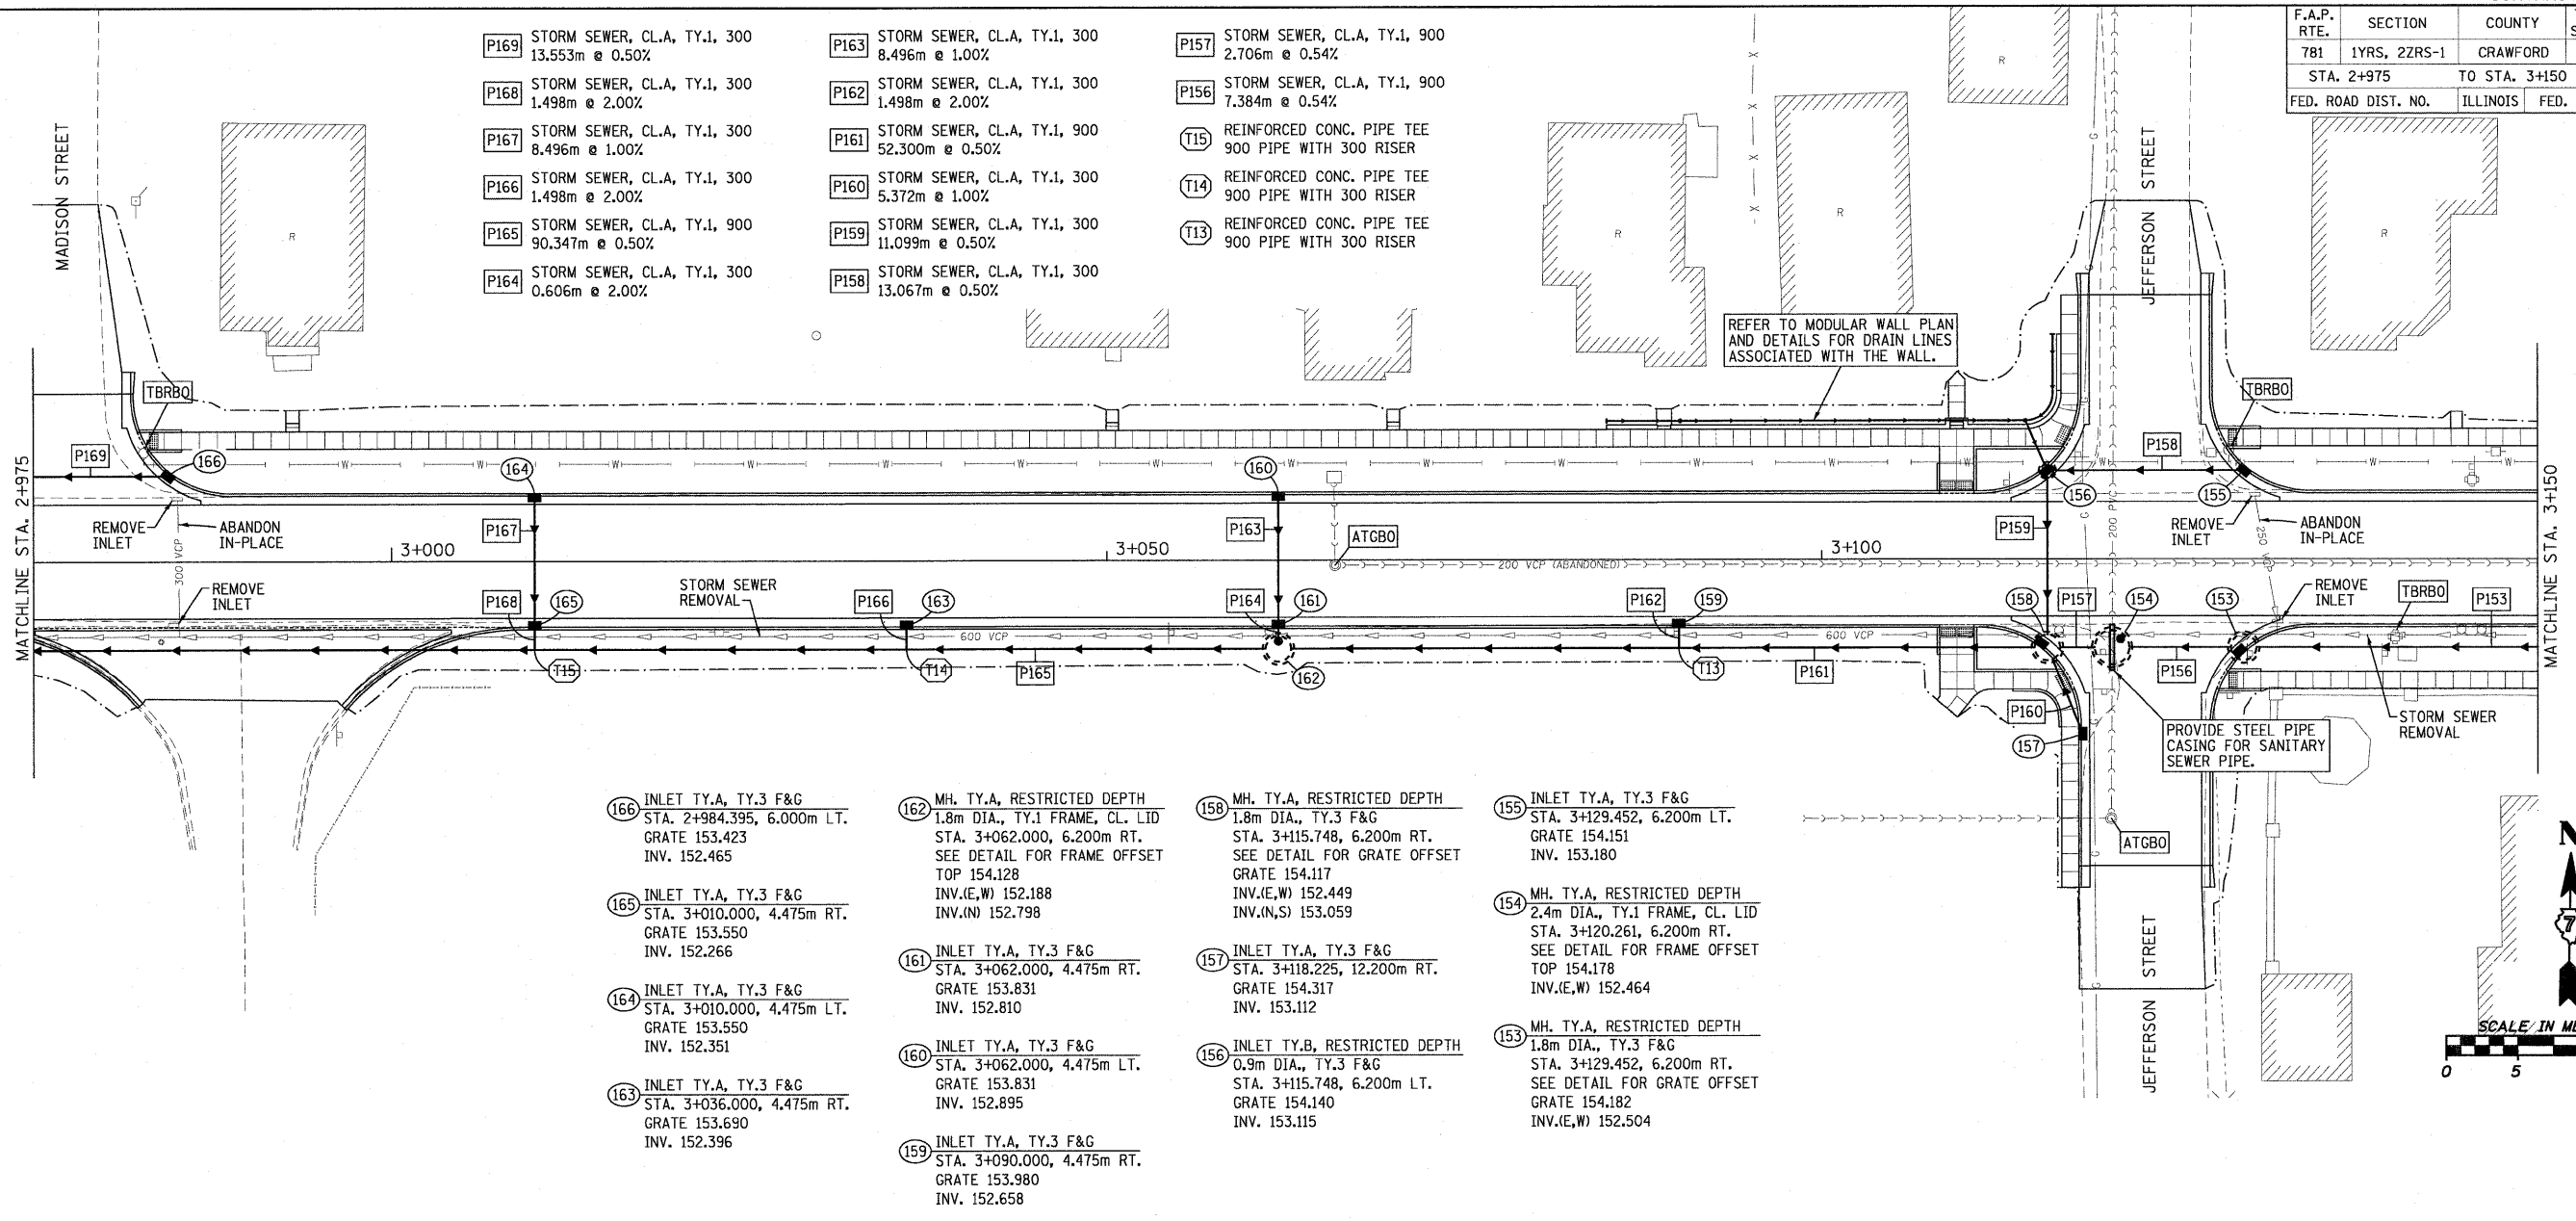 F.A.P. RTE.
SECTION
COUNTY
781
1YRS, 2ZRS-1
CRAWFORD
STA. 2+975 TO STA. 3+150
FED. ROAD DIST. NO.
ILLINOIS
FED.
P169 STORM SEWER, CL.A, TY.1, 300
13.553m @ 0.50%
P168 STORM SEWER, CL.A, TY.1, 300
1.498m @ 2.00%
P167 STORM SEWER, CL.A, TY.1, 300
8.496m @ 1.00%
P166 STORM SEWER, CL.A, TY.1, 300
1.498m @ 2.00%
P165 STORM SEWER, CL.A, TY.1, 900
90.347m @ 0.50%
P164 STORM SEWER, CL.A, TY.1, 300
0.606m @ 2.00%
P163 STORM SEWER, CL.A, TY.1, 300
8.496m @ 1.00%
P162 STORM SEWER, CL.A, TY.1, 300
1.498m @ 2.00%
P161 STORM SEWER, CL.A, TY.1, 900
52.300m @ 0.50%
P160 STORM SEWER, CL.A, TY.1, 300
5.372m @ 1.00%
P159 STORM SEWER, CL.A, TY.1, 300
11.099m @ 0.50%
P158 STORM SEWER, CL.A, TY.1, 300
13.067m @ 0.50%
P157 STORM SEWER, CL.A, TY.1, 900
2.706m @ 0.54%
P156 STORM SEWER, CL.A, TY.1, 900
7.384m @ 0.54%
T15 REINFORCED CONC. PIPE TEE
900 PIPE WITH 300 RISER
T14 REINFORCED CONC. PIPE TEE
900 PIPE WITH 300 RISER
T13 REINFORCED CONC. PIPE TEE
900 PIPE WITH 300 RISER
MADISON STREET
JEFFERSON STREET
R
R
R
R
R
REFER TO MODULAR WALL PLAN
AND DETAILS FOR DRAIN LINES
ASSOCIATED WITH THE WALL.
TBRBO
TBRBO
P169
166
164
160
156
P158
155
MATCHLINE STA. 2+975
MATCHLINE STA. 3+150
REMOVE
INLET
ABANDON
IN-PLACE
300 VCP
P167
P163
P159
ATGBO
200 PVC
REMOVE
INLET
ABANDON
IN-PLACE
250 VCP
3+000
3+050
3+100
200 VCP (ABANDONED)
REMOVE
INLET
STORM SEWER
REMOVAL
P168
165
P166
163
P164
161
P162
159
158
P157
154
153
REMOVE
INLET
TBRBO
P153
600 VCP
600 VCP
T15
T14
P165
162
T13
P161
P156
P160
157
PROVIDE STEEL PIPE
CASING FOR SANITARY
SEWER PIPE.
STORM SEWER
REMOVAL
ATGBO
JEFFERSON STREET
166 INLET TY.A, TY.3 F&G
STA. 2+984.395, 6.000m LT.
GRATE 153.423
INV. 152.465
165 INLET TY.A, TY.3 F&G
STA. 3+010.000, 4.475m RT.
GRATE 153.550
INV. 152.266
164 INLET TY.A, TY.3 F&G
STA. 3+010.000, 4.475m LT.
GRATE 153.550
INV. 152.351
163 INLET TY.A, TY.3 F&G
STA. 3+036.000, 4.475m RT.
GRATE 153.690
INV. 152.396
162 MH. TY.A, RESTRICTED DEPTH
1.8m DIA., TY.1 FRAME, CL. LID
STA. 3+062.000, 6.200m RT.
SEE DETAIL FOR FRAME OFFSET
TOP 154.128
INV.(E,W) 152.188
INV.(N) 152.798
161 INLET TY.A, TY.3 F&G
STA. 3+062.000, 4.475m RT.
GRATE 153.831
INV. 152.810
160 INLET TY.A, TY.3 F&G
STA. 3+062.000, 4.475m LT.
GRATE 153.831
INV. 152.895
159 INLET TY.A, TY.3 F&G
STA. 3+090.000, 4.475m RT.
GRATE 153.980
INV. 152.658
158 MH. TY.A, RESTRICTED DEPTH
1.8m DIA., TY.3 F&G
STA. 3+115.748, 6.200m RT.
SEE DETAIL FOR GRATE OFFSET
GRATE 154.117
INV.(E,W) 152.449
INV.(N,S) 153.059
157 INLET TY.A, TY.3 F&G
STA. 3+118.225, 12.200m RT.
GRATE 154.317
INV. 153.112
156 INLET TY.B, RESTRICTED DEPTH
0.9m DIA., TY.3 F&G
STA. 3+115.748, 6.200m LT.
GRATE 154.140
INV. 153.115
155 INLET TY.A, TY.3 F&G
STA. 3+129.452, 6.200m LT.
GRATE 154.151
INV. 153.180
154 MH. TY.A, RESTRICTED DEPTH
2.4m DIA., TY.1 FRAME, CL. LID
STA. 3+120.261, 6.200m RT.
SEE DETAIL FOR FRAME OFFSET
TOP 154.178
INV.(E,W) 152.464
153 MH. TY.A, RESTRICTED DEPTH
1.8m DIA., TY.3 F&G
STA. 3+129.452, 6.200m RT.
SEE DETAIL FOR GRATE OFFSET
GRATE 154.182
INV.(E,W) 152.504
N
SCALE IN
0 5